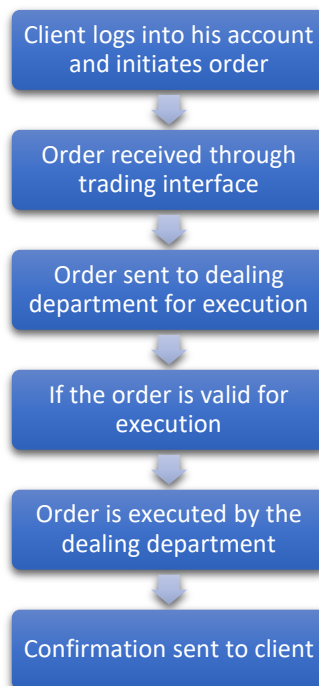 Client logs into his account
and initiates order
Order received through
trading interface
Order sent to dealing
department for execution
If the order is valid for
execution
Order is executed by the
dealing department
Confirmation sent to client